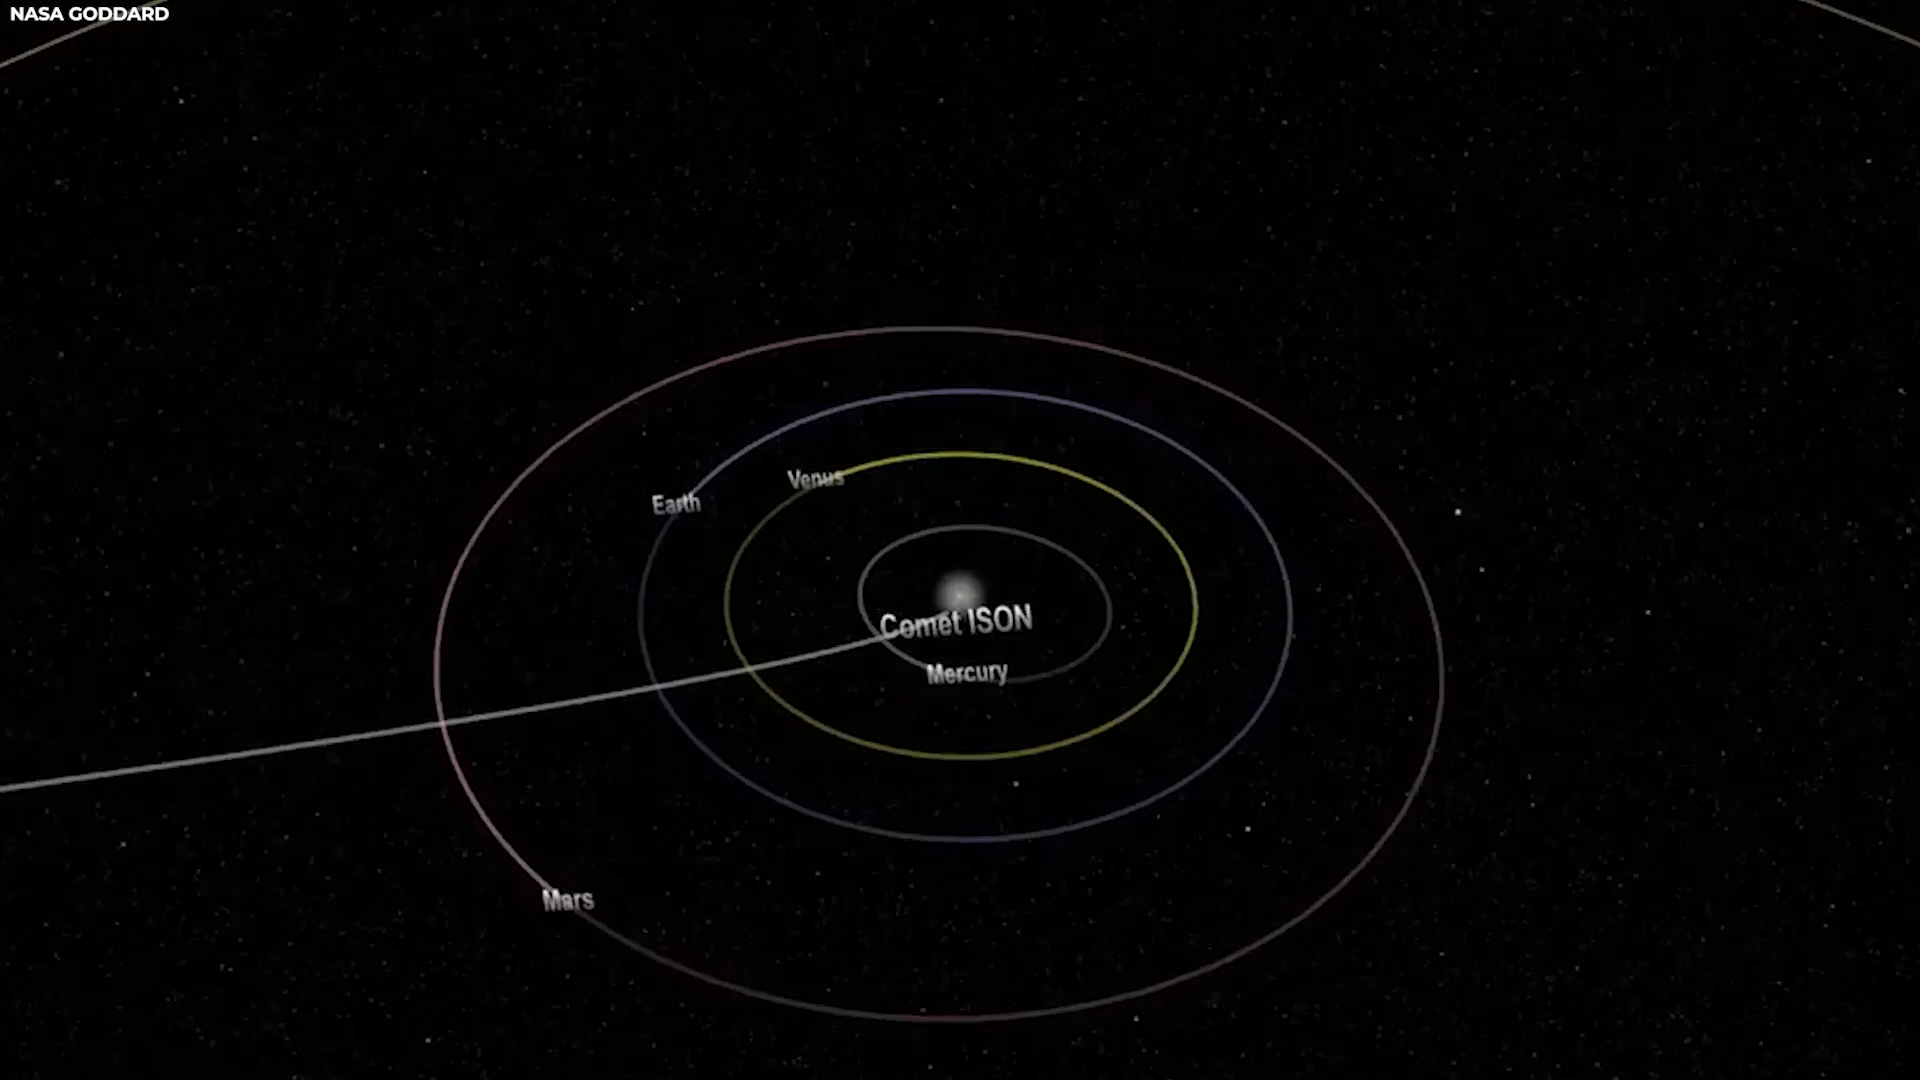 NASA GODDARD
Venus
Earth
Comet ISON
Mercury
Mars